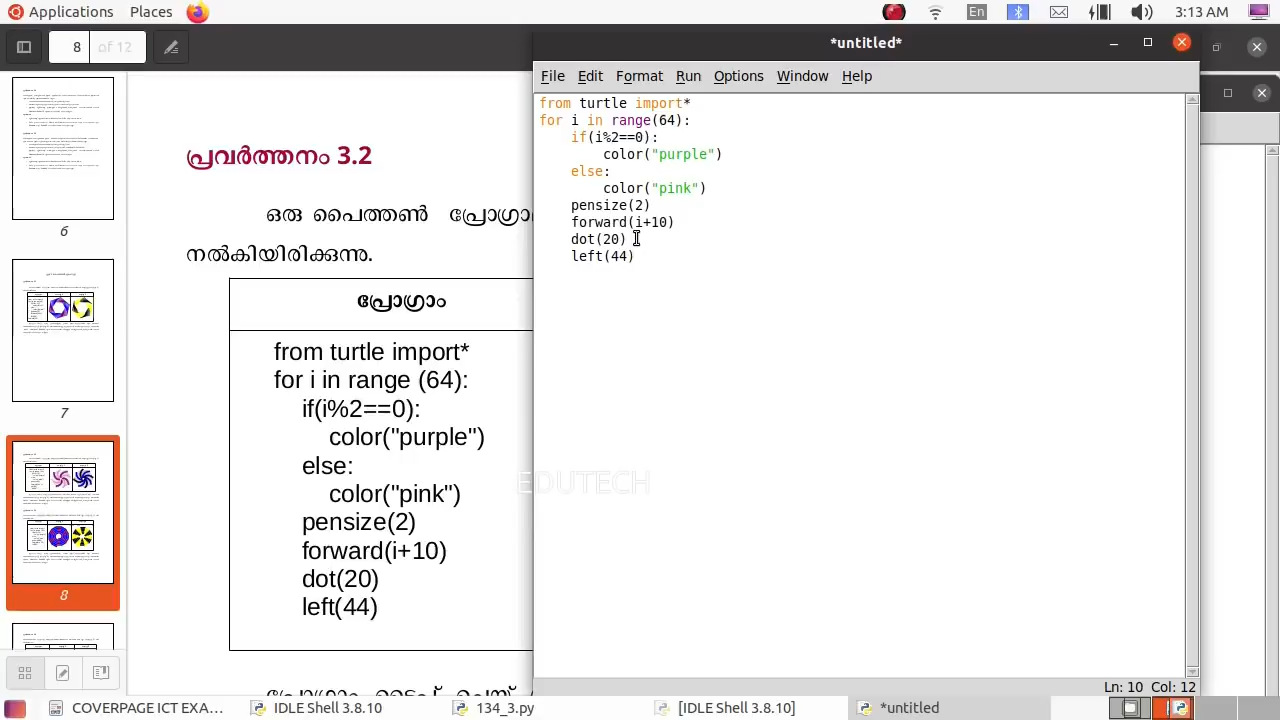 Applications Places En 3:13 AM
8 of 12
*untitled*
File Edit Format Run Options Window Help
from turtle import*
for i in range(64):
    if(i%2==0):
        color("purple")
    else:
        color("pink")
    pensize(2)
    forward(i+10)
    dot(20)
    left(44)
6
7
8
പ്രവർത്തനം 3.2
ഒരു പൈത്തൺ
നൽകിയിരിക്കുന്നു.
പ്രോഗ്രാം
from turtle import*
for i in range (64):
    if(i%2==0):
        color("purple")
    else:
        color("pink")
    pensize(2)
    forward(i+10)
    dot(20)
    left(44)
EDUTECH
Ln: 10 Col: 12
COVERPAGE ICT EXA... IDLE Shell 3.8.10 134_3.py [IDLE Shell 3.8.10] *untitled